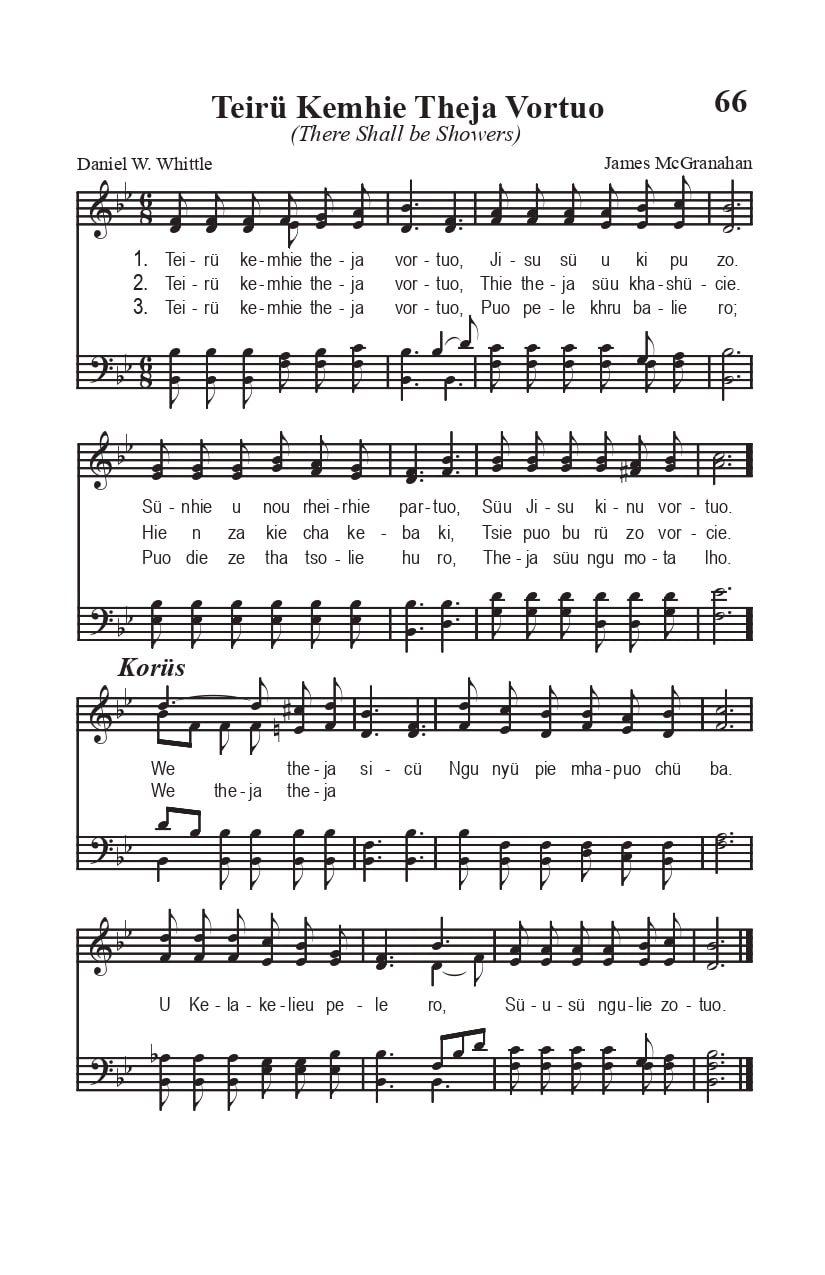 Teirü Kemhie Theja Vortuo 66
(There Shall be Showers)
Daniel W. Whittle James McGranahan
1. Tei - rü ke - mhie the - ja vor - tuo, Ji - su sü u ki pu zo.
2. Tei - rü ke - mhie the - ja vor - tuo, Thie the - ja süu kha - shü - cie.
3. Tei - rü ke - mhie the - ja vor - tuo, Puo pe - le khru ba - lie ro;
Sü - nhie u nou rhei - rhie par - tuo, Süu Ji - su ki - nu vor - tuo.
Hie n za kie cha ke - ba ki, Tsie puo bu rü zo vor - cie.
Puo die ze tha tso - lie hu ro, The - ja süu ngu mo - ta lho.
Korüs
We the - ja si - cü Ngu nyü pie mha - puo chü ba.
We the - ja the - ja
U Ke - la - ke - lieu pe - le ro, Sü - u - sü ngu - lie zo - tuo.